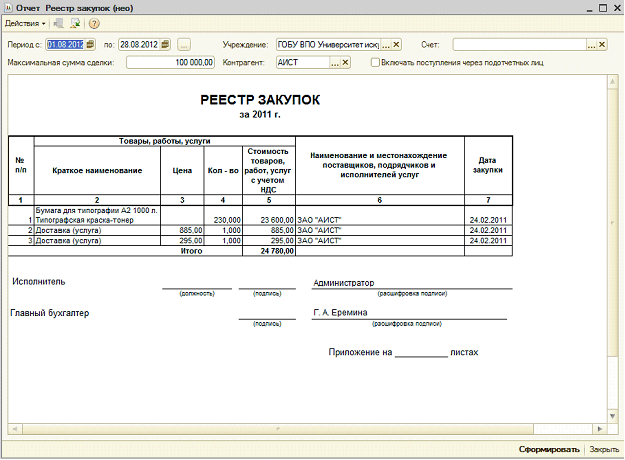 Отчет Реестр закупок (нео)
Действия
Период с: 01.08.2012 по: 28.08.2012 ... Учреждение: ГОБУ ВПО Университет иску ... × Счет: ... ×
Максимальная сумма сделки: 100 000,00 Контрагент: АИСТ ... × Включать поступления через подотчетных лиц
РЕЕСТР ЗАКУПОК
за 2011 г.
№ п/п
Товары, работы, услуги
Краткое наименование
Цена
Кол - во
Стоимость товаров, работ, услуг с учетом НДС
Наименование и местонахождение поставщиков, подрядчиков и исполнителей услуг
Дата закупки
1 2 3 4 5 6 7
Бумага для типографии А2 1000 л.
1 Типографская краска-тонер 230,000 23 600,00 ЗАО "АИСТ" 24.02.2011
2 Доставка (услуга) 885,00 1,000 885,00 ЗАО "АИСТ" 24.02.2011
3 Доставка (услуга) 295,00 1,000 295,00 ЗАО "АИСТ" 24.02.2011
Итого 24 780,00
Исполнитель Администратор
(должность) (подпись) (расшифровка подписи)
Главный бухгалтер Г. А. Еремина
(подпись) (расшифровка подписи)
Приложение на __________ листах
Сформировать Закрыть